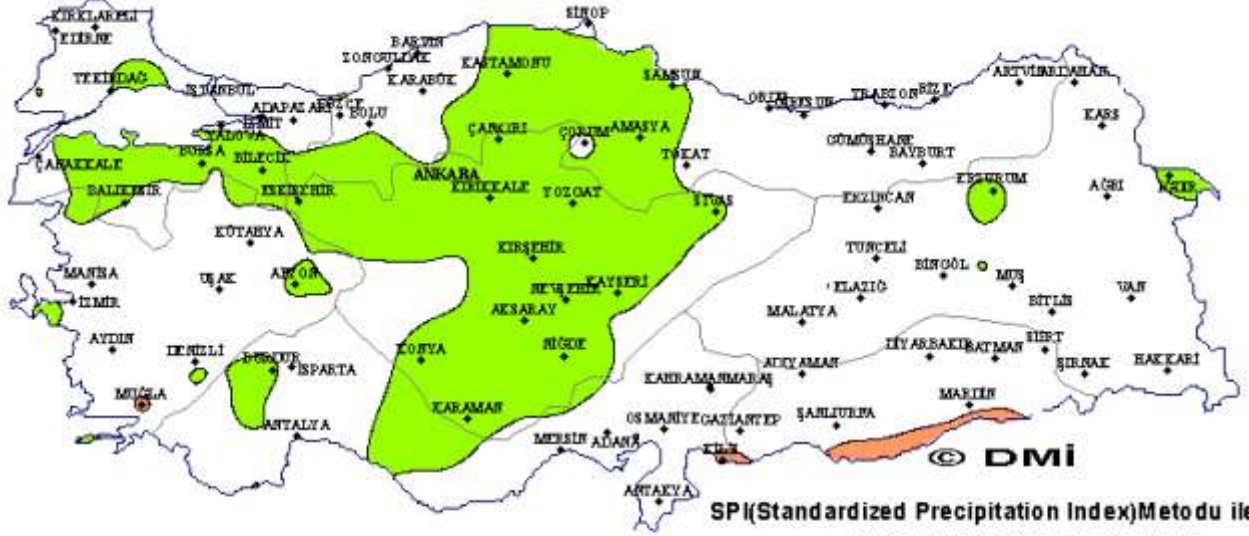 SİNOP
KIRKLARELİ
EDİRNE
BARTIN
ZONGULDAK
KASTAMONU
TEKİRDAĞ
KARABÜK
SAMSUN
ARTVİN ARDAHAN
İSTANBUL
RİZE
ORDU
GİRESUN
TRABZON
ADAPAZARI
DÜZCE
BOLU
KARS
İZMİT
YALOVA
ÇANKIRI
ÇORUM
AMASYA
GÜMÜŞHANE
BAYBURT
ÇANAKKALE
BURSA
BİLECİK
TOKAT
ANKARA
ERZURUM
AĞRI
IĞDIR
BALIKESİR
ESKİŞEHİR
KIRIKKALE
YOZGAT
SİVAS
ERZİNCAN
KÜTAHYA
KIRŞEHİR
TUNCELİ
MANİSA
UŞAK
AFYON
BİNGÖL
MUŞ
İZMİR
NEVŞEHİR
KAYSERİ
ELAZIĞ
BİTLİS
VAN
AKSARAY
MALATYA
AYDIN
DENİZLİ
BURDUR
İSPARTA
KONYA
NİĞDE
ADIYAMAN
DİYARBAKIR
BATMAN
SİİRT
ŞIRNAK
HAKKARİ
KAHRAMANMARAŞ
MUĞLA
KARAMAN
MARDİN
ANTALYA
MERSİN
ADANA
OSMANİYE
GAZİANTEP
ŞANLIURFA
KİLİS
© DMİ
ANTAKYA
SPI(Standardized Precipitation Index)Metodu ile